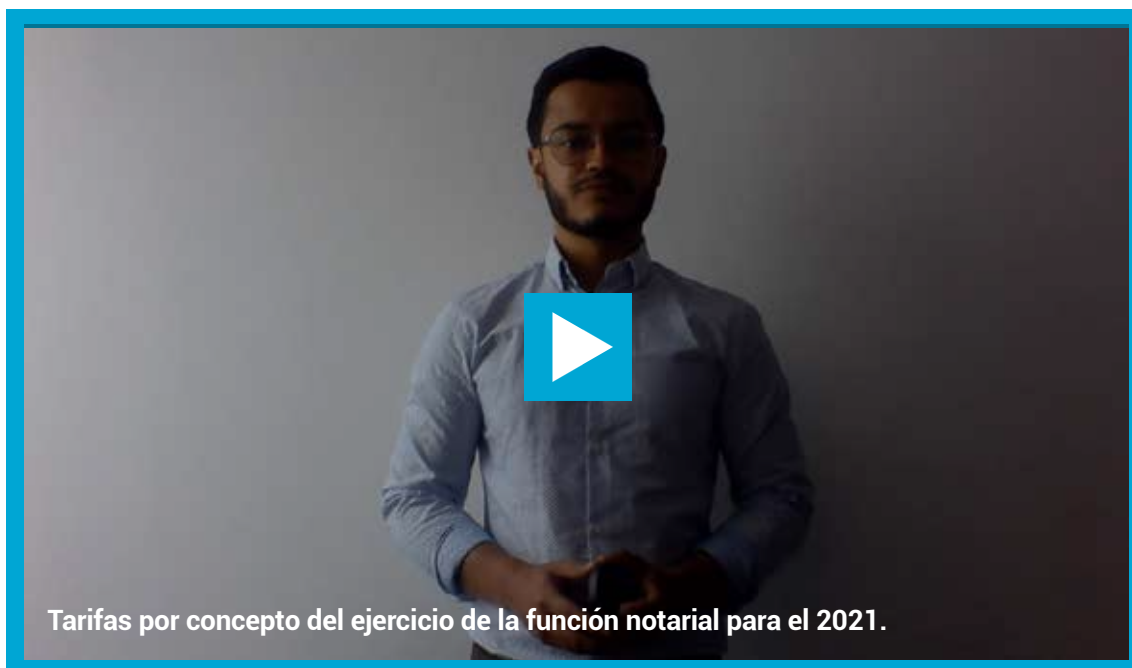 Tarifas por concepto del ejercicio de la función notarial para el 2021.